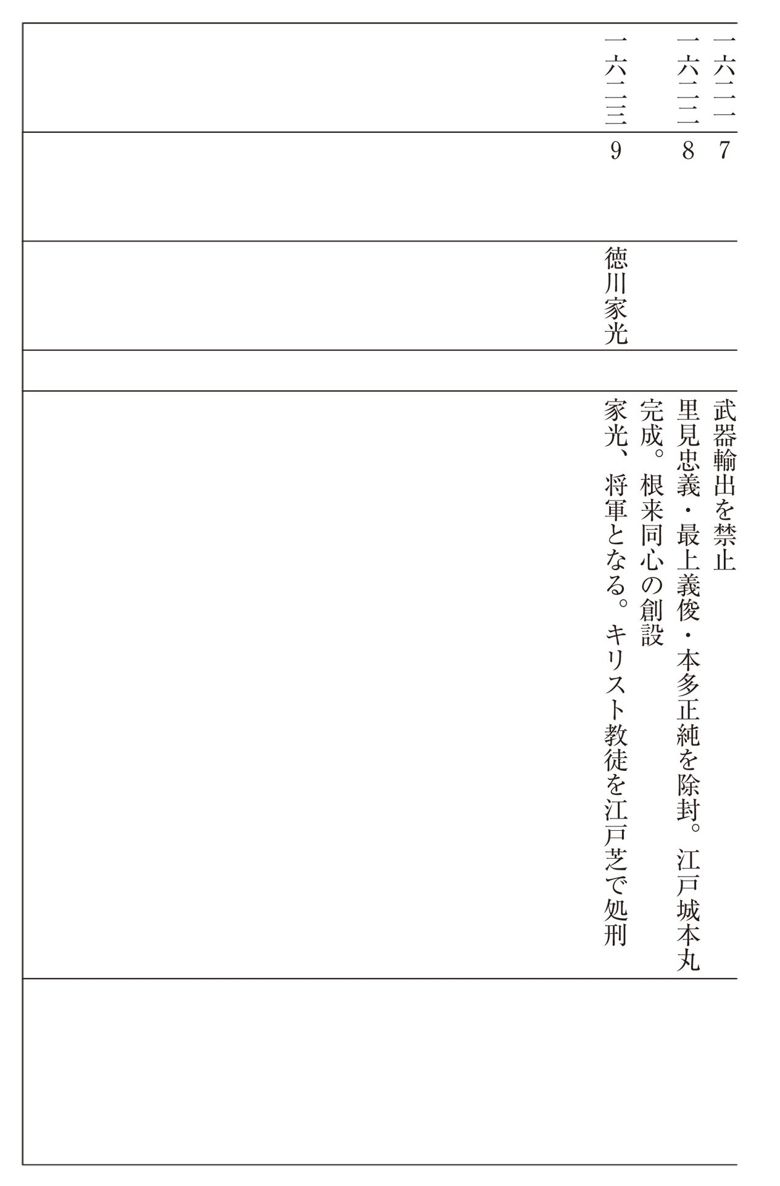 一六二一 7 武器輸出を禁止
一六二二 8 里見忠義・最上義俊・本多正純を除封。江戸城本丸
完成。根来同心の創設
一六二三 9 徳川家光 家光、将軍となる。キリスト教徒を江戸芝で処刑